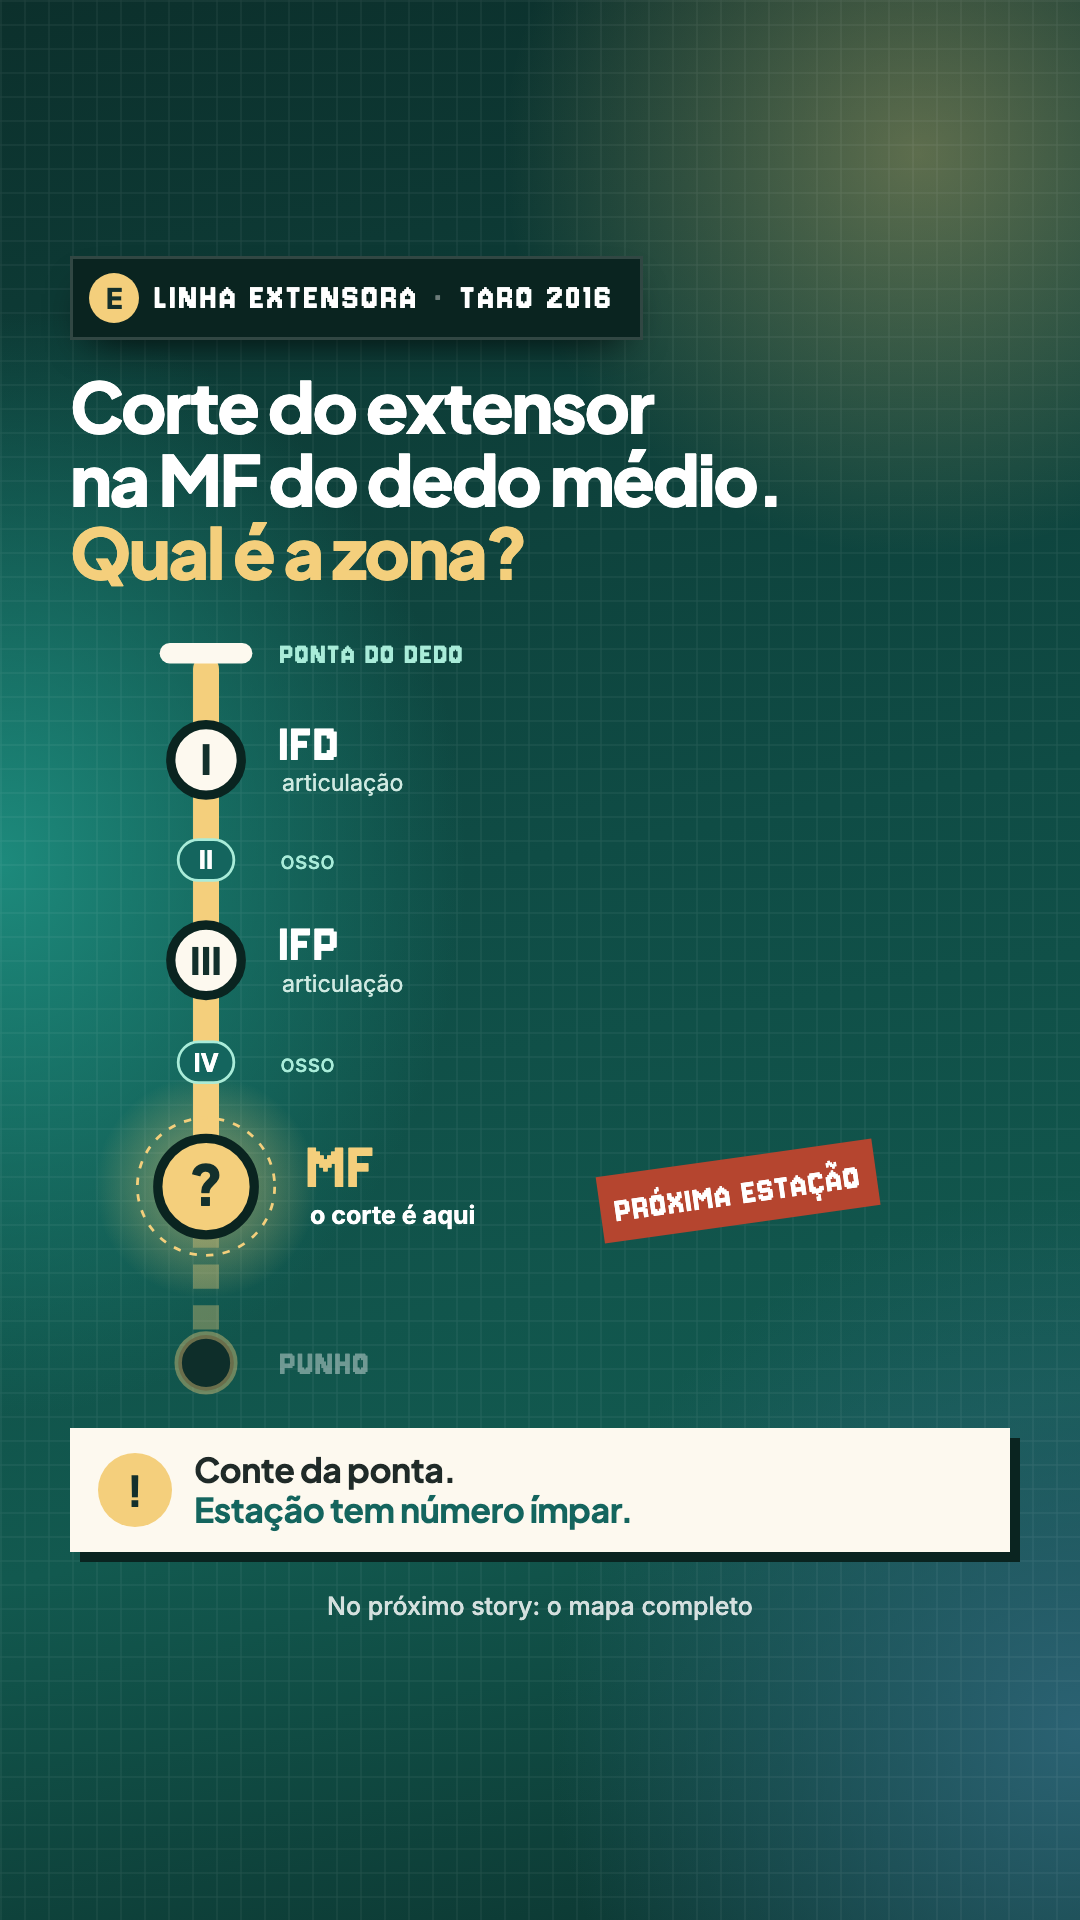 E LINHA EXTENSORA · TARO 2016
Corte do extensor
na MF do dedo médio.
Qual é a zona?
PONTA DO DEDO
I IFD
articulação
II osso
III IFP
articulação
IV osso
? MF
o corte é aqui
PRÓXIMA ESTAÇÃO
PUNHO
! Conte da ponta.
Estação tem número ímpar.
No próximo story: o mapa completo